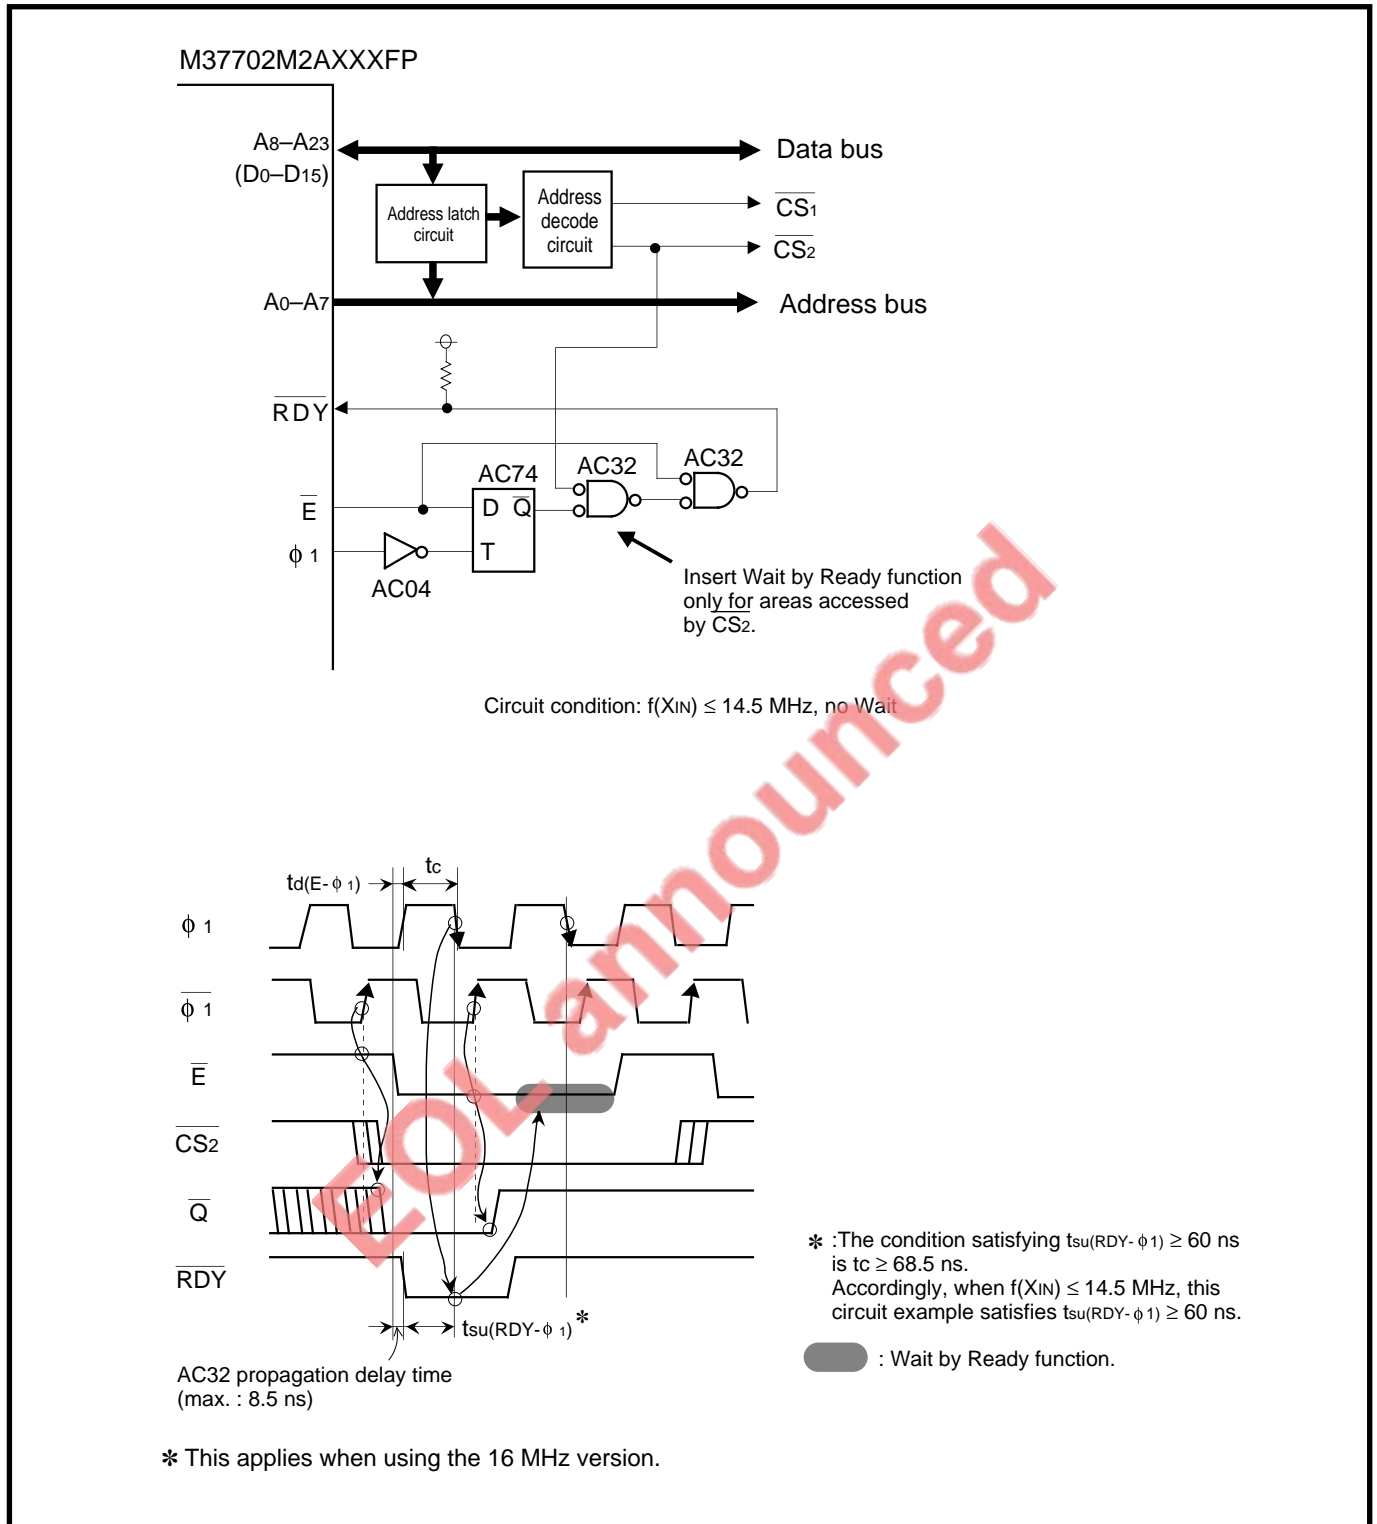 M37702M2AXXXFP
A8–A23
(D0–D15)
Data bus
Address latch
circuit
Address
decode
circuit
CS1
CS2
A0–A7
Address bus
RDY
AC74
AC32
AC32
E
D Q
ϕ 1
T
AC04
Insert Wait by Ready function
only for areas accessed
by CS2.
Circuit condition: f(XIN) ≤ 14.5 MHz, no Wait
EOL announced
td(E-ϕ 1)
tc
ϕ 1
ϕ 1
E
CS2
Q
RDY
tsu(RDY-ϕ 1)*
AC32 propagation delay time
(max. : 8.5 ns)
* :The condition satisfying tsu(RDY-ϕ1) ≥ 60 ns
is tc ≥ 68.5 ns.
Accordingly, when f(XIN) ≤ 14.5 MHz, this
circuit example satisfies tsu(RDY-ϕ1) ≥ 60 ns.
: Wait by Ready function.
* This applies when using the 16 MHz version.